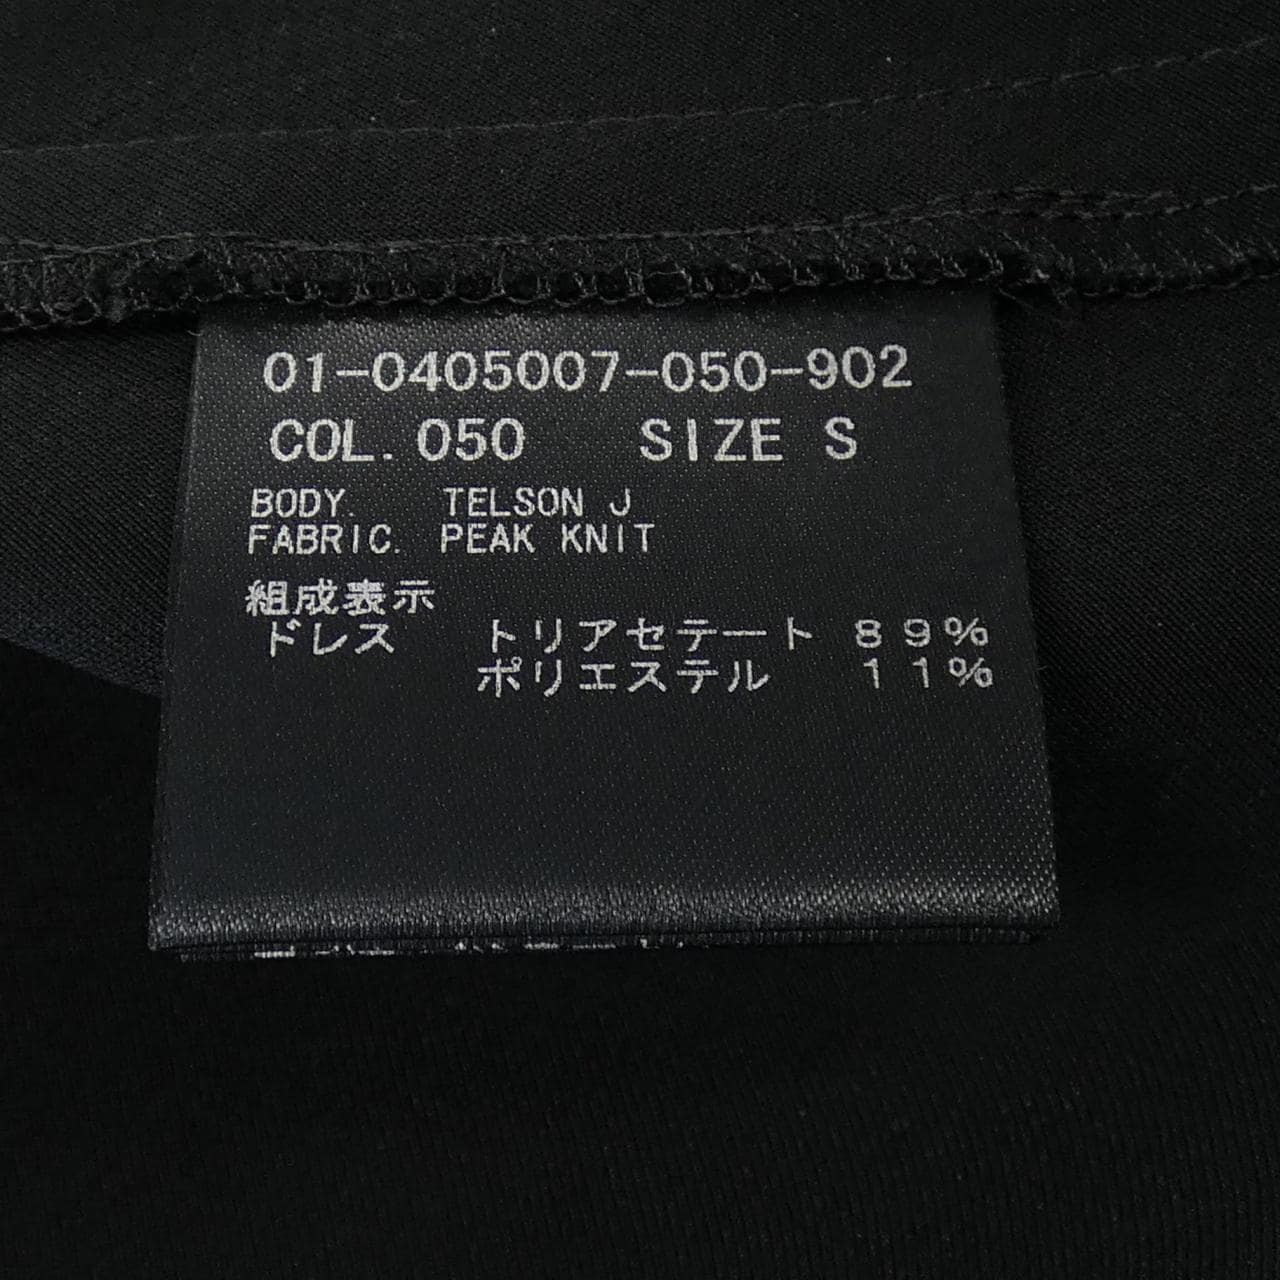 01-0405007-050-902
COL. 050 SIZE S
BODY. TELSON J
FABRIC. PEAK KNIT
組成表示
ドレス トリアセテート 89%
ポリエステル 11%